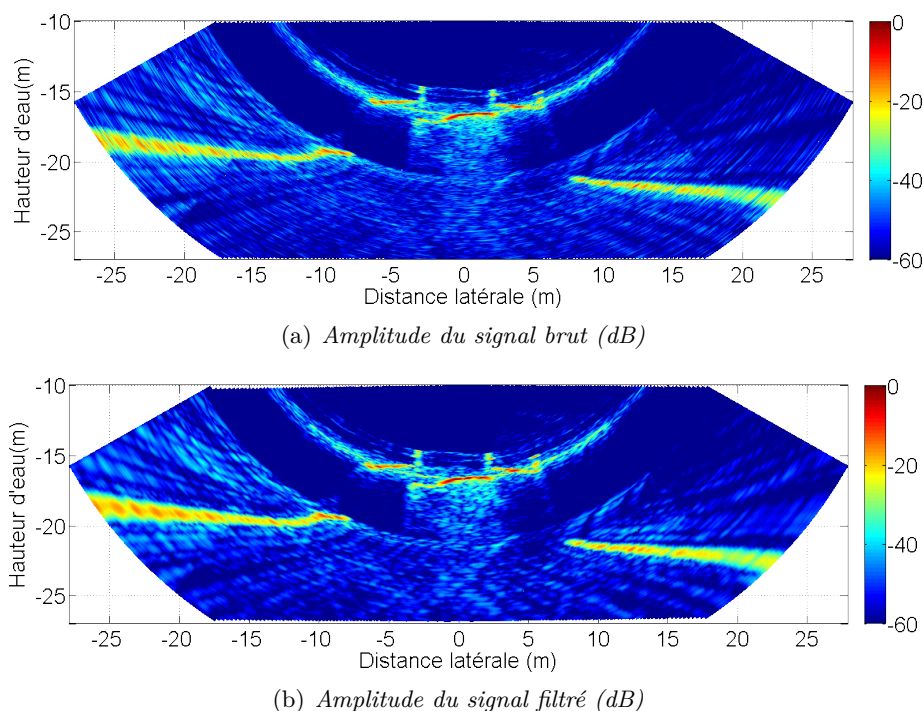 -10
-15
-20
-25
Hauteur d'eau(m)
-25 -20 -15 -10 -5 0 5 10 15 20 25
Distance latérale (m)
0
-20
-40
-60
(a) Amplitude du signal brut (dB)
-10
-15
-20
-25
Hauteur d'eau(m)
-25 -20 -15 -10 -5 0 5 10 15 20 25
Distance latérale (m)
0
-20
-40
-60
(b) Amplitude du signal filtré (dB)